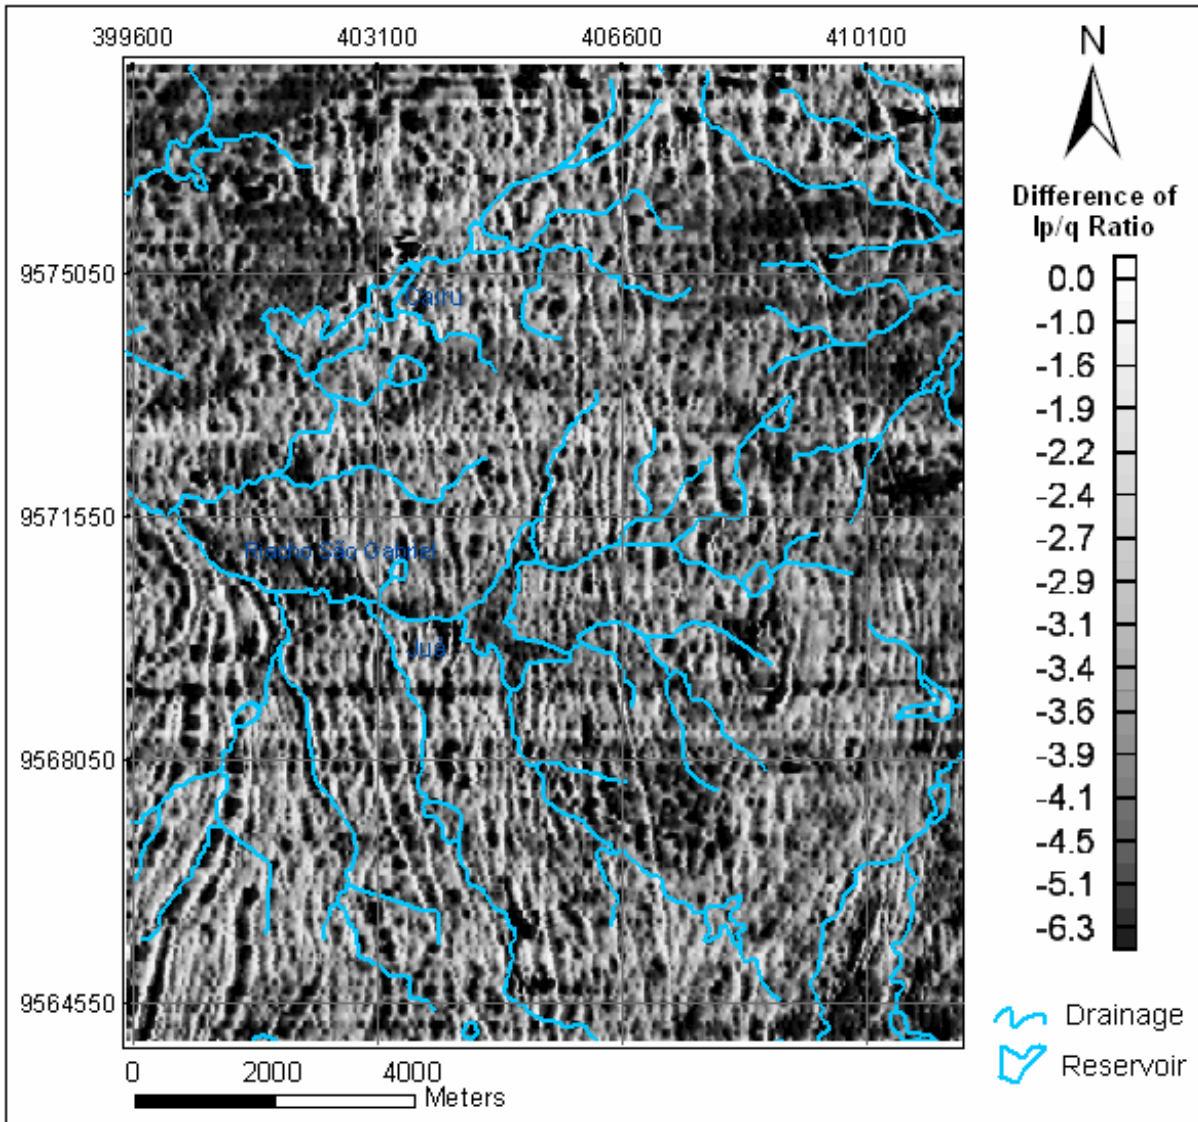 399600 403100 406600 410100
N
Difference of
Ip/q Ratio
9575050
9571550
9568050
9564550
Cairu
Riacho São Gabriel
Juá
0.0
-1.0
-1.6
-1.9
-2.2
-2.4
-2.7
-2.9
-3.1
-3.4
-3.6
-3.9
-4.1
-4.5
-5.1
-6.3
Drainage
Reservoir
0 2000 4000
Meters